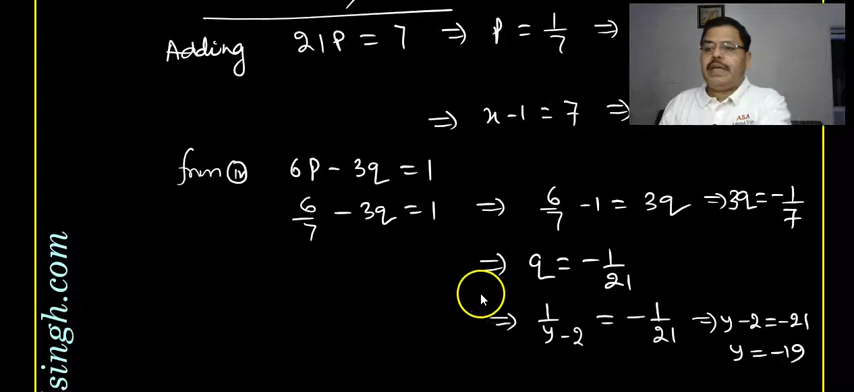 Adding 21P = 7 ⇒ P = 1/7 ⇒
⇒ x-1 = 7 ⇒
from (iv) 6P - 3q = 1
6/7 - 3q = 1 ⇒ 6/7 - 1 = 3q ⇒ 3q = -1/7
⇒ q = -1/21
⇒ 1/y-2 = -1/21 ⇒ y-2 = -21
y = -19
ASA
singh.com